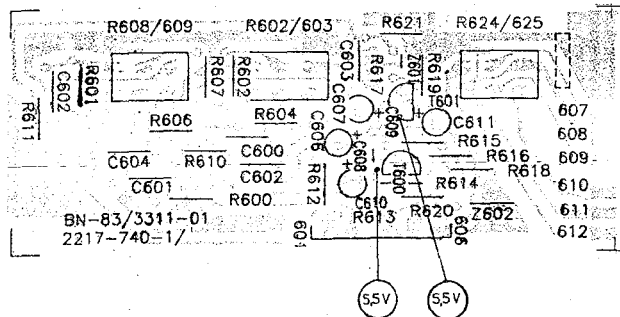 R608/609 R602/603 R621 R624/625
C602 R601 R607 R602 C603 R617 Z601 R619
R611 C607 C609 T601 607
R606 R604 C606 C611 608
R615
C604 R610 C600 C608 R616 609
C601 C602 R612 T600 R614 R618 610
R600 C610
BN-83/3311-01 R613 R620 Z602 611
2217-740-1/ 601 606 612
5,5V 5,5V